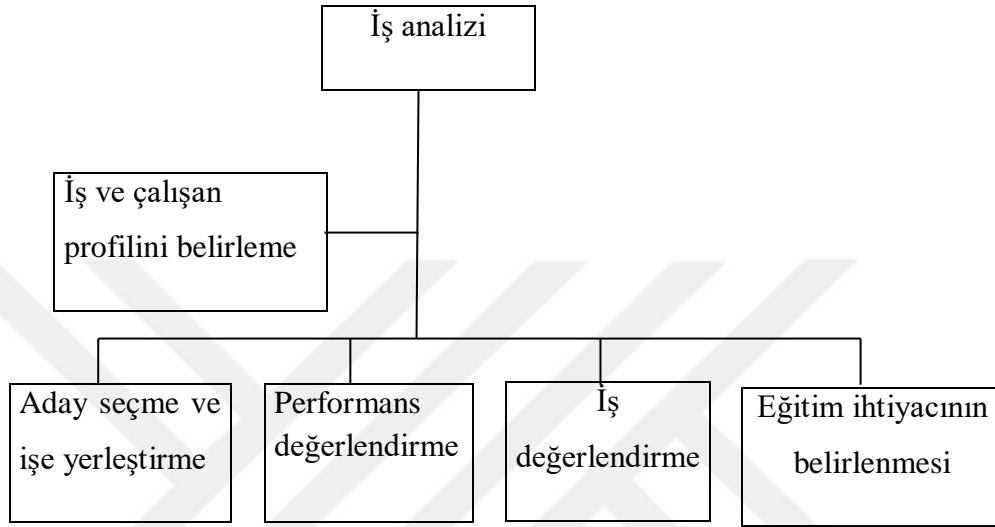 İş analizi
İş ve çalışan
profilini belirleme
Aday seçme ve
işe yerleştirme
Performans
değerlendirme
İş
değerlendirme
Eğitim ihtiyacının
belirlenmesi